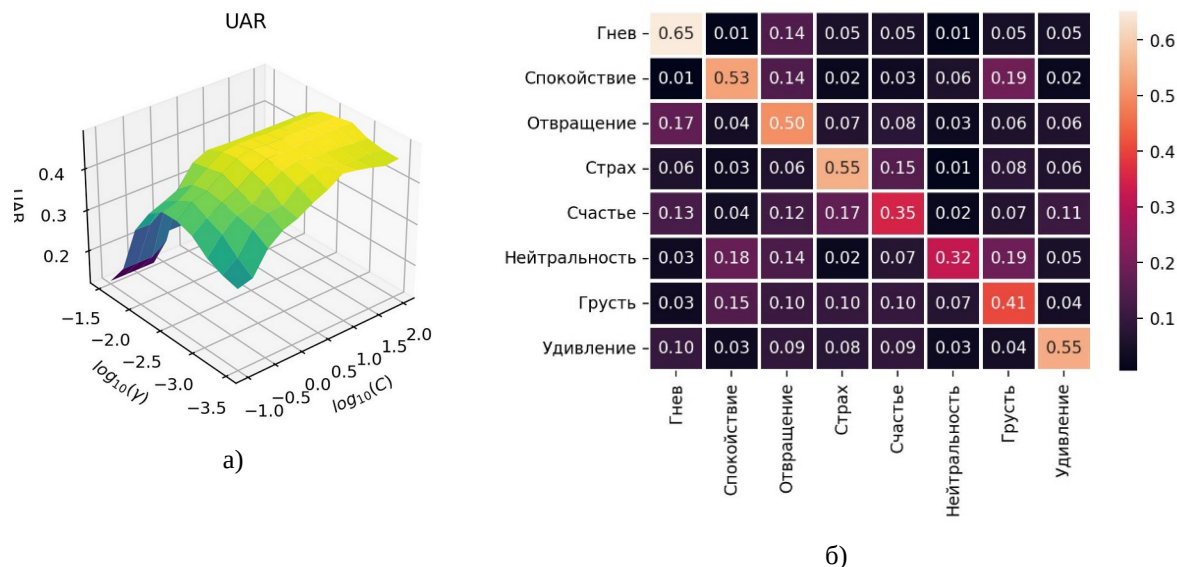 UAR
UAR
0.4
0.3
0.2
−1.5
−2.0
−2.5
−3.0
−3.5
log₁₀(γ)
−1.0
−0.5
0.0
0.5
1.0
1.5
2.0
log₁₀(C)
а)
Гнев 0.65 0.01 0.14 0.05 0.05 0.01 0.05 0.05
Спокойствие 0.01 0.53 0.14 0.02 0.03 0.06 0.19 0.02
Отвращение 0.17 0.04 0.50 0.07 0.08 0.03 0.06 0.06
Страх 0.06 0.03 0.06 0.55 0.15 0.01 0.08 0.06
Счастье 0.13 0.04 0.12 0.17 0.35 0.02 0.07 0.11
Нейтральность 0.03 0.18 0.14 0.02 0.07 0.32 0.19 0.05
Грусть 0.03 0.15 0.10 0.10 0.10 0.07 0.41 0.04
Удивление 0.10 0.03 0.09 0.08 0.09 0.03 0.04 0.55
Гнев
Спокойствие
Отвращение
Страх
Счастье
Нейтральность
Грусть
Удивление
0.6
0.5
0.4
0.3
0.2
0.1
б)